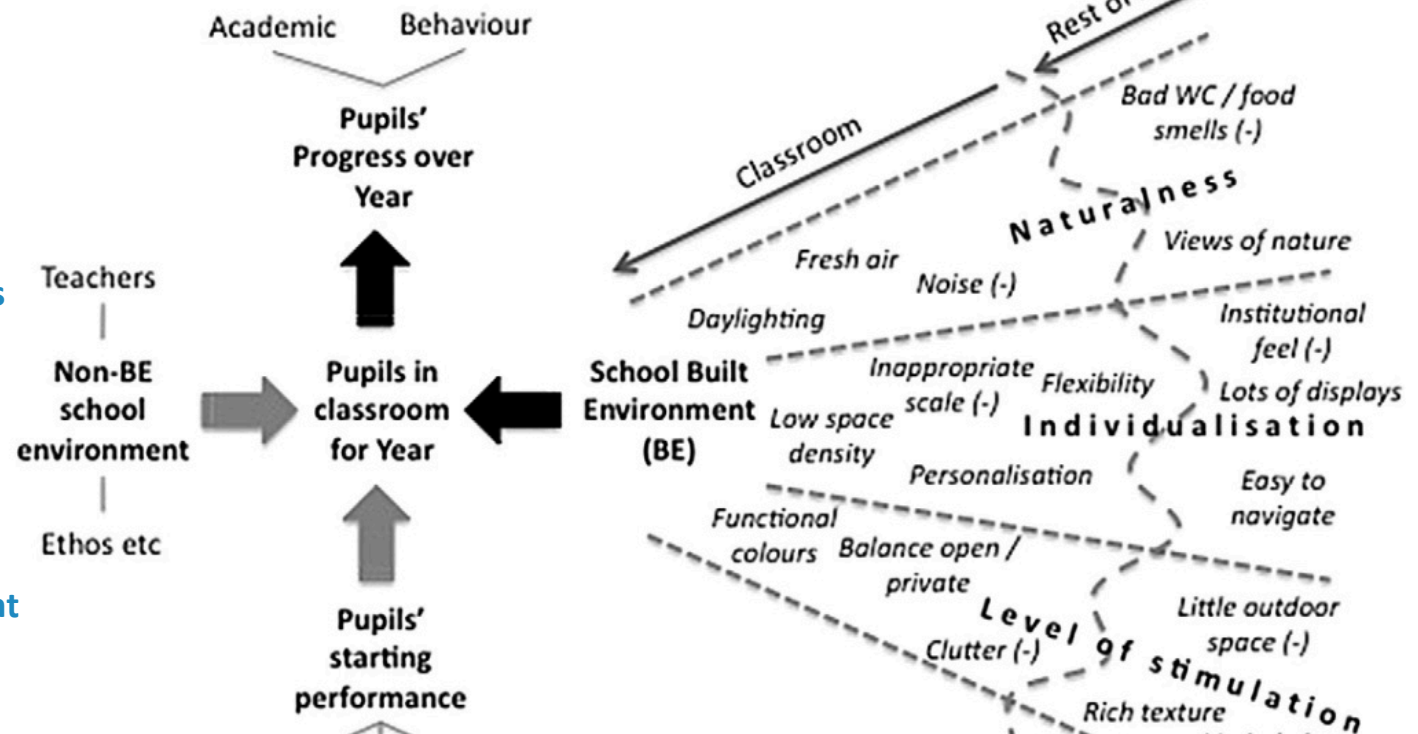 Academic
Behaviour
Pupils’
Progress over
Year
Teachers
Non-BE
school
environment
Ethos etc
Pupils in
classroom
for Year
Pupils’
starting
performance
School Built
Environment
(BE)
Classroom
Rest of
Bad WC / food
smells (-)
Naturalness
Views of nature
Fresh air
Noise (-)
Daylighting
Institutional
feel (-)
Inappropriate
scale (-)
Flexibility
Lots of displays
Low space
density
Individualisation
Personalisation
Easy to
navigate
Functional
colours
Balance open /
private
Level of stimulation
Little outdoor
space (-)
Clutter (-)
Rich texture